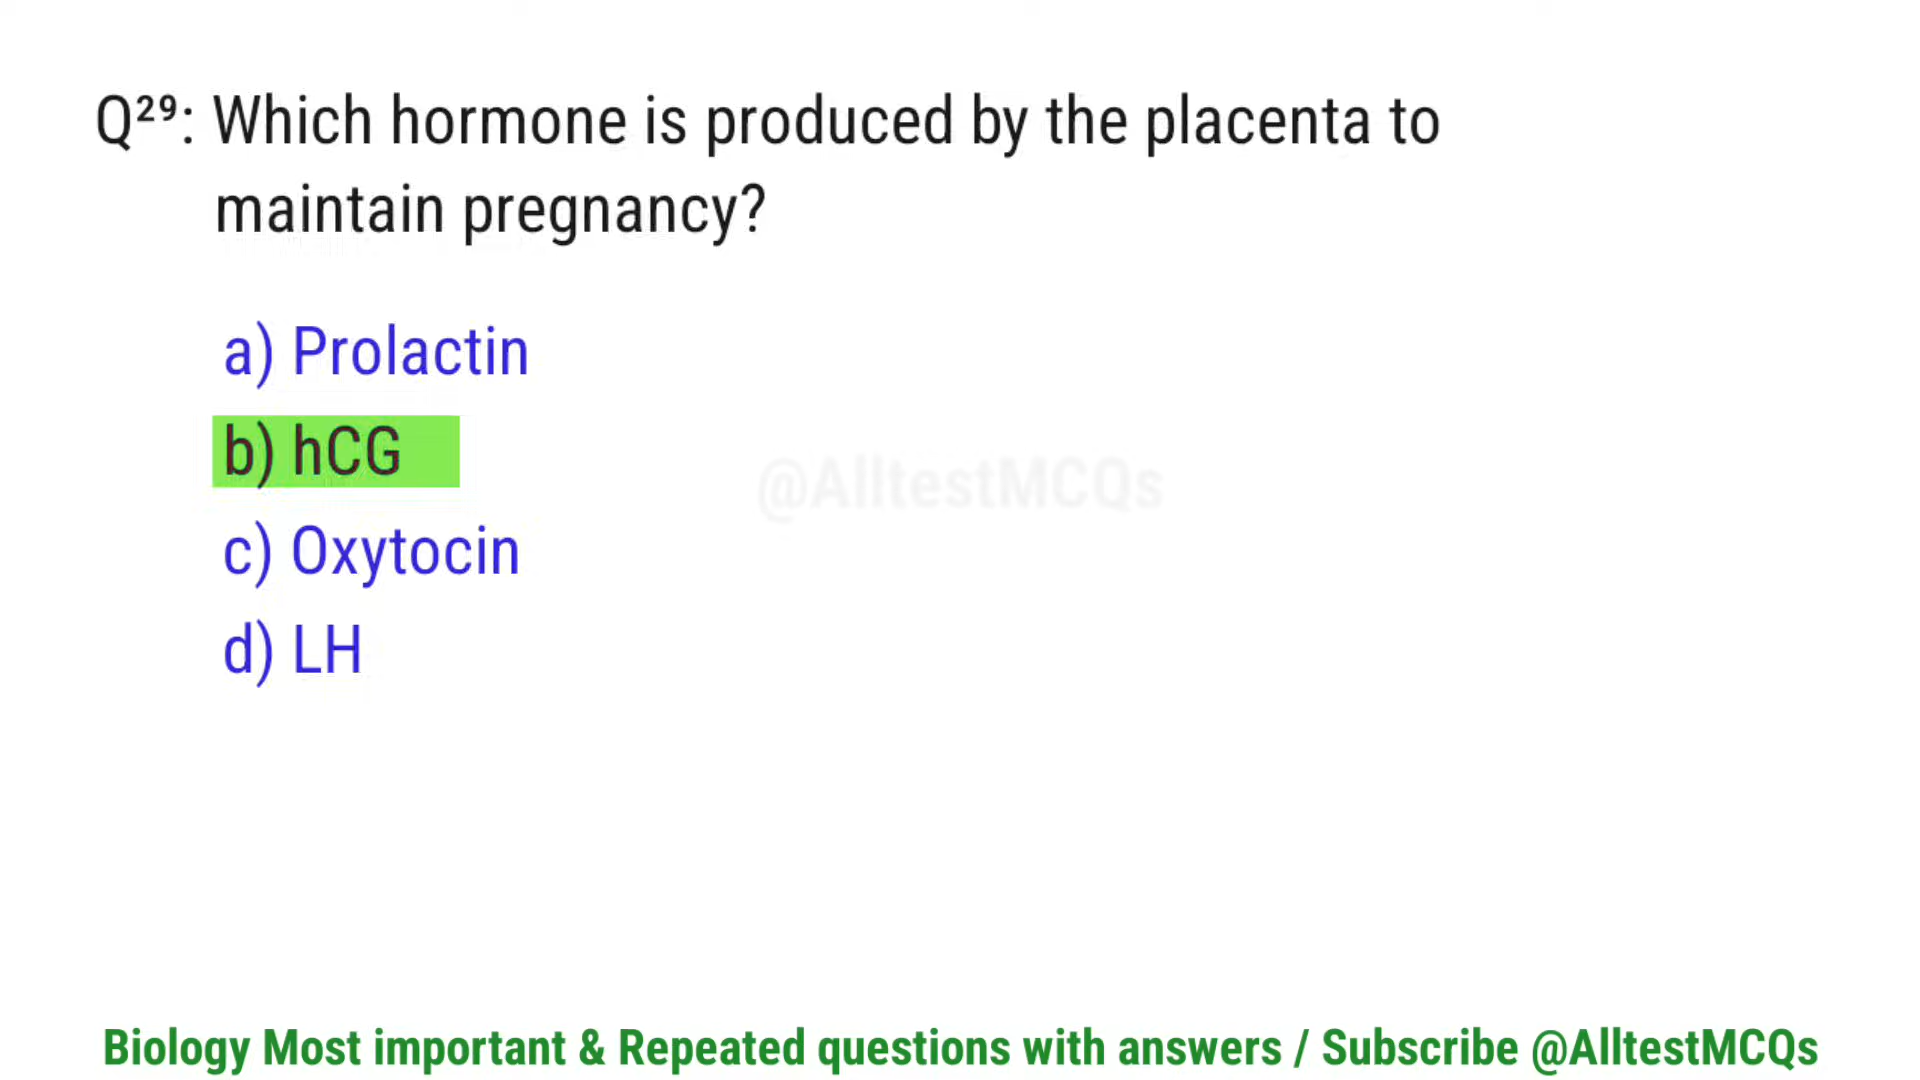 Q²⁹: Which hormone is produced by the placenta to
maintain pregnancy?
a) Prolactin
b) hCG
@AlltestMCQs
c) Oxytocin
d) LH
Biology Most important & Repeated questions with answers / Subscribe @AlltestMCQs